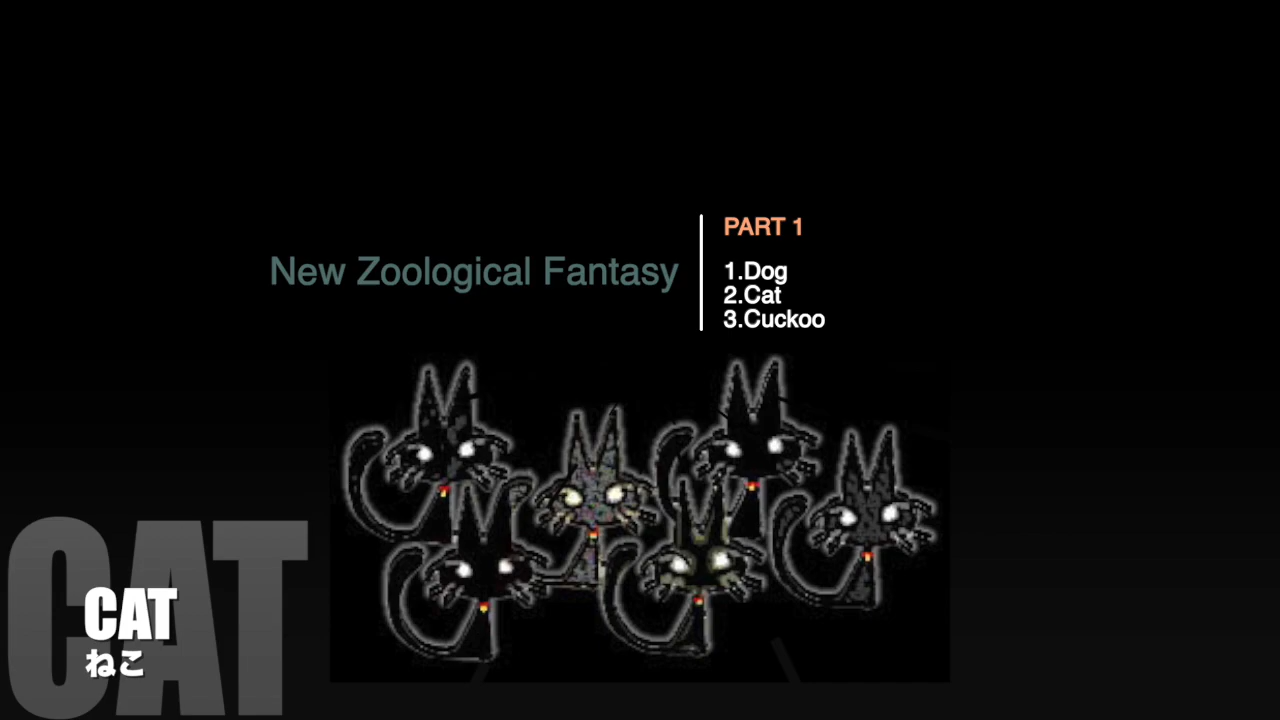 New Zoological Fantasy
PART 1
1.Dog
2.Cat
3.Cuckoo
CAT
CAT
ねこ